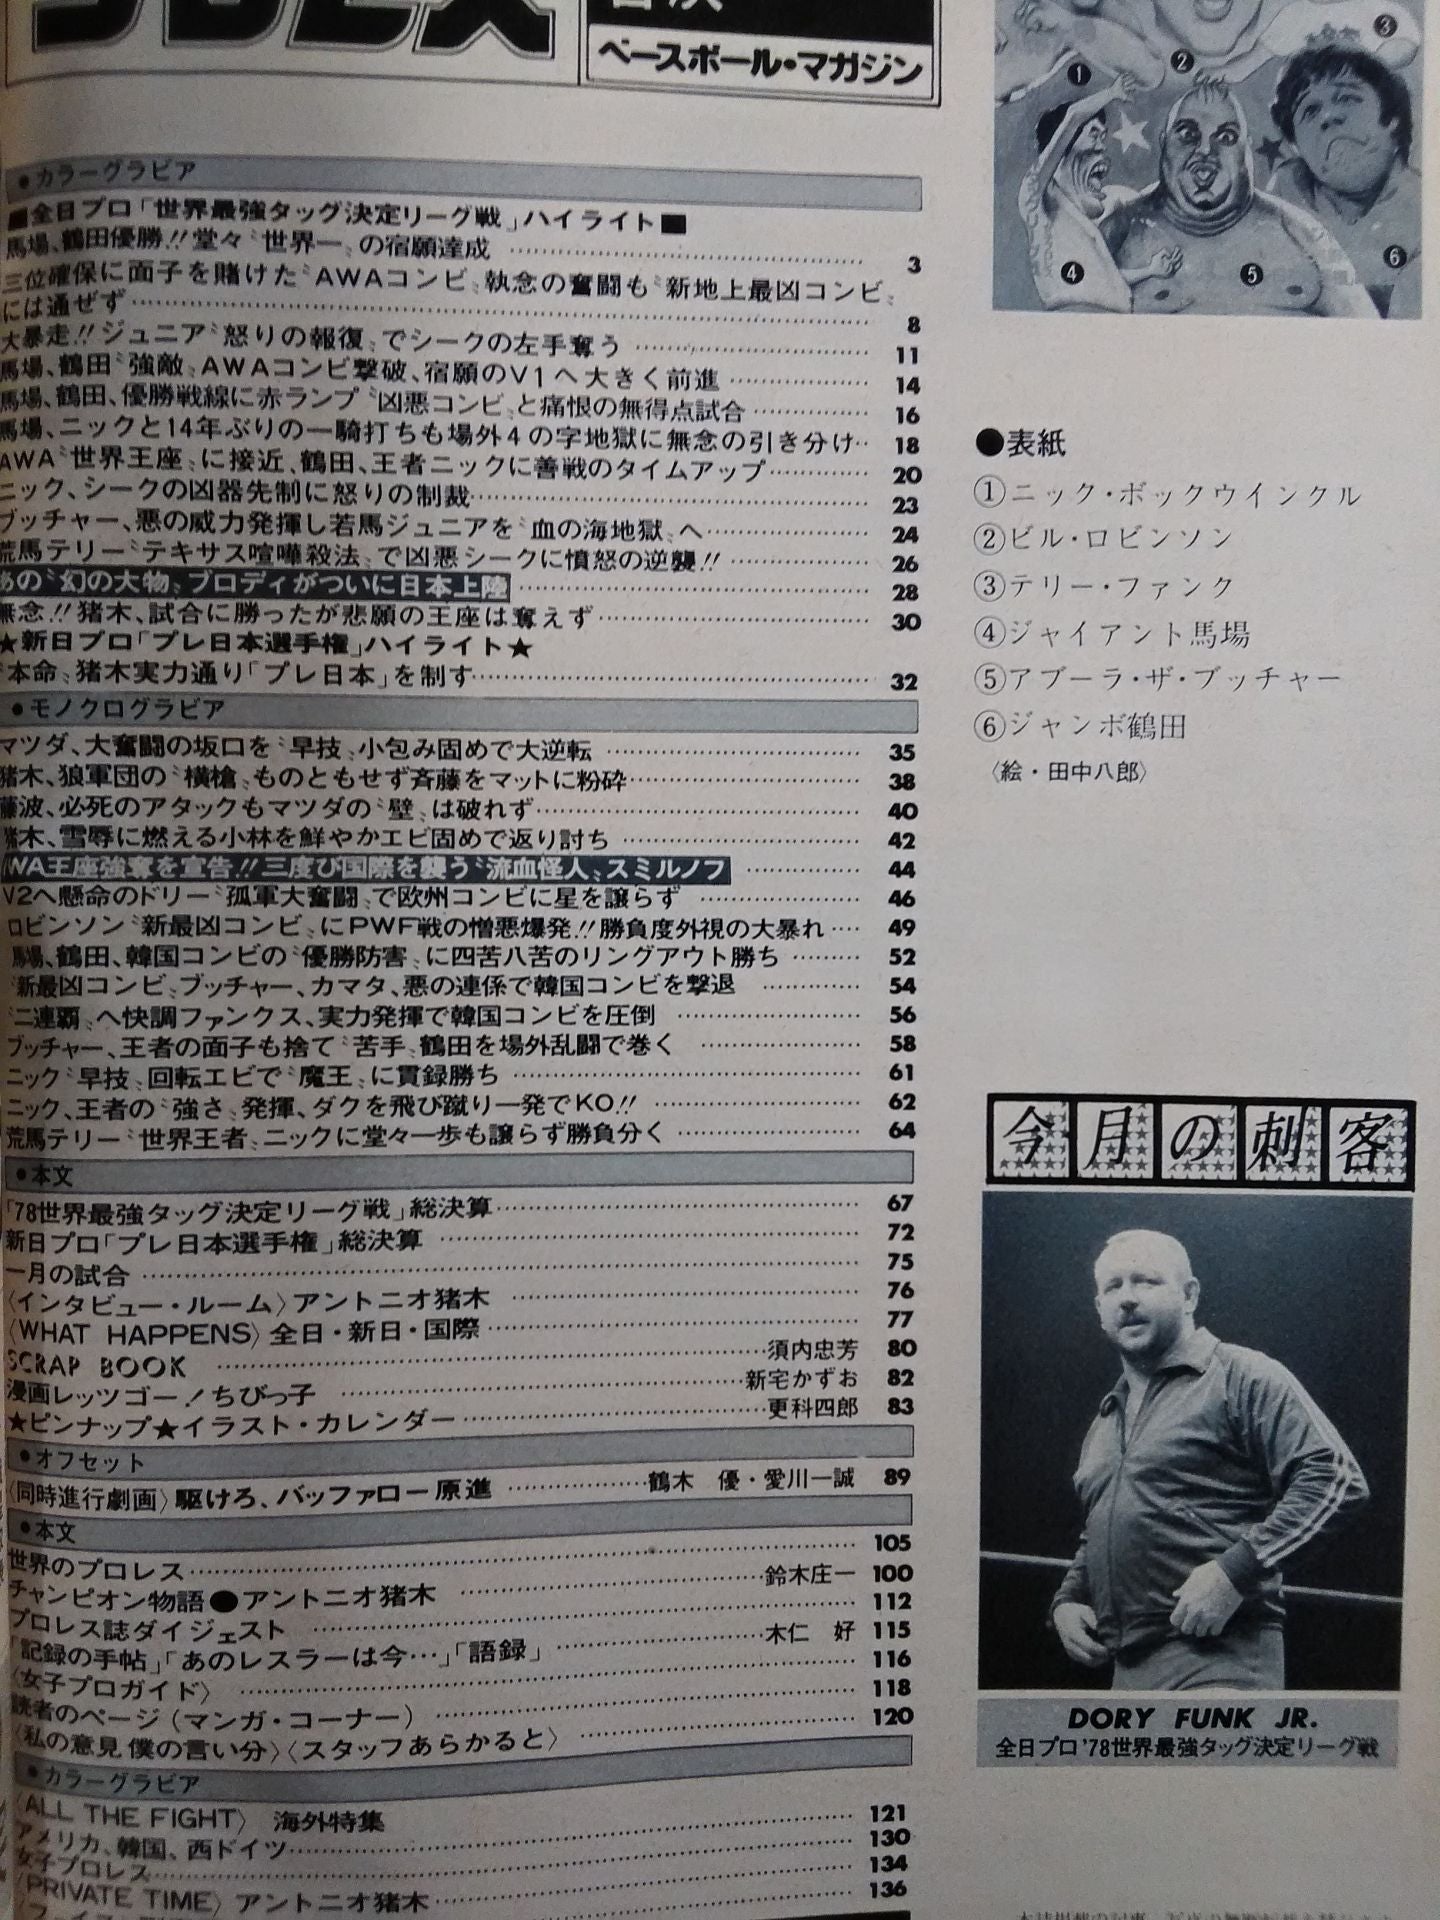 プロレス
目次
ベースボール・マガジン
●カラーグラビア
■全日プロ「世界最強タッグ決定リーグ戦」ハイライト■
馬場、鶴田優勝!!堂々〝世界一〟の宿願達成 3
三位確保に面子を賭けた〝AWAコンビ〟執念の奮闘も〝新地上最凶コンビ〟
には通ぜず 8
大暴走!!ジュニア〝怒りの報復〟でシークの左手奪う 11
馬場、鶴田〝強敵〟AWAコンビ撃破、宿願のV1へ大きく前進 14
馬場、鶴田、優勝戦線に赤ランプ〝凶悪コンビ〟と痛恨の無得点試合 16
馬場、ニックと14年ぶりの一騎打ちも場外4の字地獄に無念の引き分け 18
AWA〝世界王座〟に接近、鶴田、王者ニックに善戦のタイムアップ 20
ニック、シークの凶器先制に怒りの制裁 23
ブッチャー、悪の威力発揮し若馬ジュニアを〝血の海地獄〟へ 24
荒馬テリー〝テキサス喧嘩殺法〟で凶悪シークに憤怒の逆襲!! 26
あの〝幻の大物〟ブロディがついに日本上陸 28
無念!!猪木、試合に勝ったが悲願の王座は奪えず 30
★新日プロ「プレ日本選手権」ハイライト★
〝本命〟猪木実力通り「プレ日本」を制す 32
●モノクログラビア
マツダ、大奮闘の坂口を〝早技〟小包み固めで大逆転 35
猪木、狼軍団の〝横槍〟ものともせず斉藤をマットに粉砕 38
藤波、必死のアタックもマツダの〝壁〟は破れず 40
猪木、雪辱に燃える小林を鮮やかエビ固めで返り討ち 42
IWA王座強奪を宣告!!三度び国際を襲う〝流血怪人〟スミルノフ 44
V2へ懸命のドリー〝孤軍大奮闘〟で欧州コンビに星を譲らず 46
ロビンソン〝新最凶コンビ〟にPWF戦の憎悪爆発!!勝負度外視の大暴れ 49
馬場、鶴田、韓国コンビの〝優勝防害〟に四苦八苦のリングアウト勝ち 52
〝新最凶コンビ〟ブッチャー、カマタ、悪の連係で韓国コンビを撃退 54
〝二連覇〟へ快調ファンクス、実力発揮で韓国コンビを圧倒 56
ブッチャー、王者の面子も捨て〝苦手〟鶴田を場外乱闘で巻く 58
ニック〝早技〟回転エビで〝魔王〟に貫録勝ち 61
ニック、王者の〝強さ〟発揮、ダクを飛び蹴り一発でKO!! 62
荒馬テリー〝世界王者〟ニックに堂々一歩も譲らず勝負分く 64
●本文
「'78世界最強タッグ決定リーグ戦」総決算 67
新日プロ「プレ日本選手権」総決算 72
一月の試合 75
〈インタビュー・ルーム〉アントニオ猪木 76
〈WHAT HAPPENS〉全日・新日・国際 77
SCRAP BOOK 須内忠芳 80
漫画レッツゴー!ちびっ子 新宅かずお 82
★ピンナップ★イラスト・カレンダー 更科四郎 83
●オフセット
〈同時進行劇画〉駆けろ、バッファロー原進 鶴木 優・愛川一誠 89
●本文
世界のプロレス 105
チャンピオン物語●アントニオ猪木 鈴木庄一 100
プロレス誌ダイジェスト 112
「記録の手帖」「あのレスラーは今…」「語録」 木仁 好 115
〈女子プロガイド〉 116
読者のページ(マンガ・コーナー) 118
〈私の意見 僕の言い分〉〈スタッフあらかると〉 120
●カラーグラビア
〈ALL THE FIGHT〉 海外特集
アメリカ、韓国、西ドイツ 121
女子プロレス 130
〈PRIVATE TIME〉アントニオ猪木 134
136
1
2
3
4
5
6
●表紙
①ニック・ボックウインクル
②ビル・ロビンソン
③テリー・ファンク
④ジャイアント馬場
⑤アブーラ・ザ・ブッチャー
⑥ジャンボ鶴田
〈絵・田中八郎〉
今月の刺客
DORY FUNK JR.
全日プロ'78世界最強タッグ決定リーグ戦